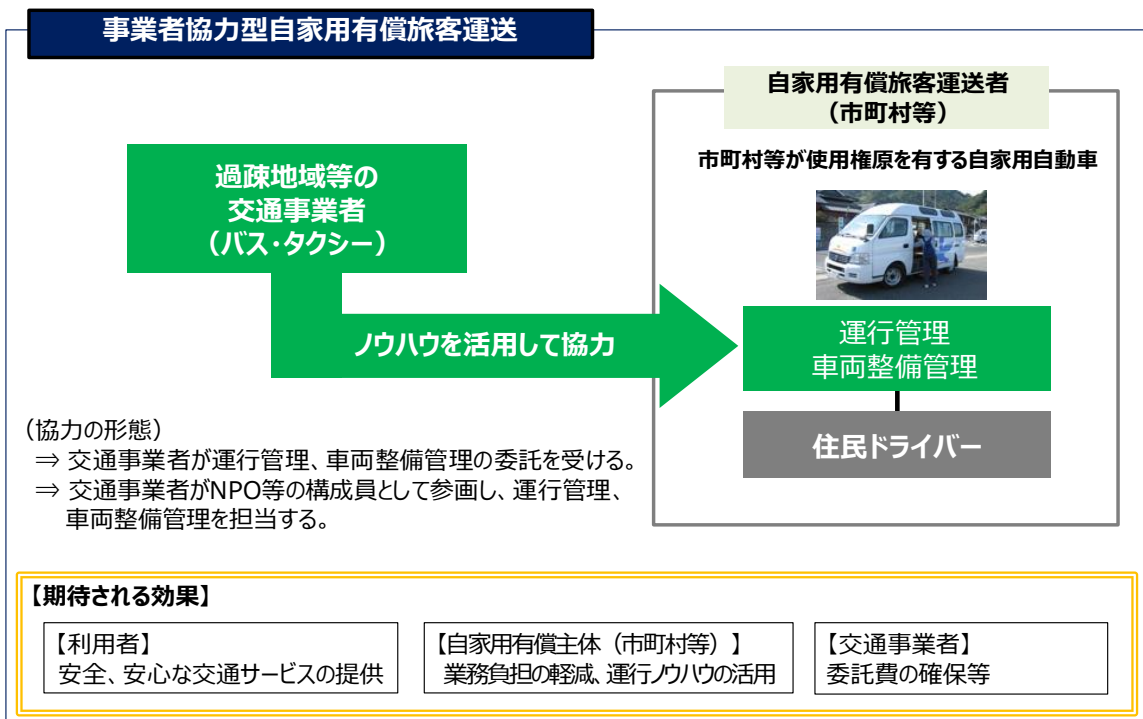 事業者協力型自家用有償旅客運送
自家用有償旅客運送者
（市町村等）
市町村等が使用権原を有する自家用自動車
過疎地域等の
交通事業者
（バス・タクシー）
ノウハウを活用して協力
運行管理
車両整備管理
住民ドライバー
（協力の形態）
⇒ 交通事業者が運行管理、車両整備管理の委託を受ける。
⇒ 交通事業者がNPO等の構成員として参画し、運行管理、
車両整備管理を担当する。
【期待される効果】
【利用者】
安全、安心な交通サービスの提供
【自家用有償主体（市町村等）】
業務負担の軽減、運行ノウハウの活用
【交通事業者】
委託費の確保等